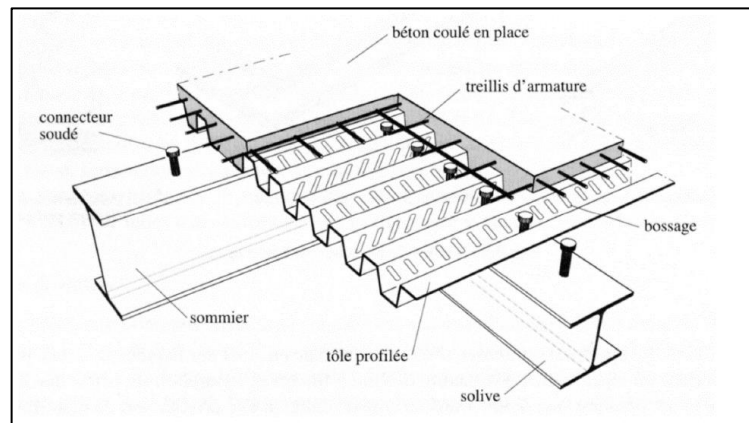 béton coulé en place
treillis d'armature
connecteur
soudé
bossage
sommier
tôle profilée
solive